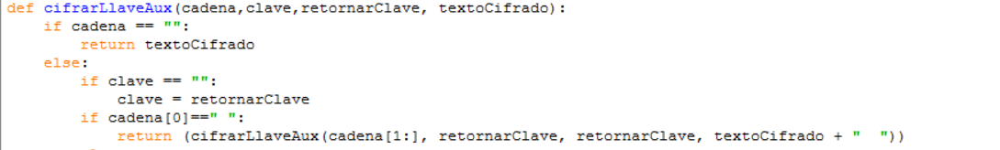 def cifrarLlaveAux(cadena,clave,retornarClave, textoCifrado):
    if cadena == "":
        return textoCifrado
    else:
        if clave == "":
            clave = retornarClave
        if cadena[0]==" ":
            return (cifrarLlaveAux(cadena[1:], retornarClave, retornarClave, textoCifrado + "  "))